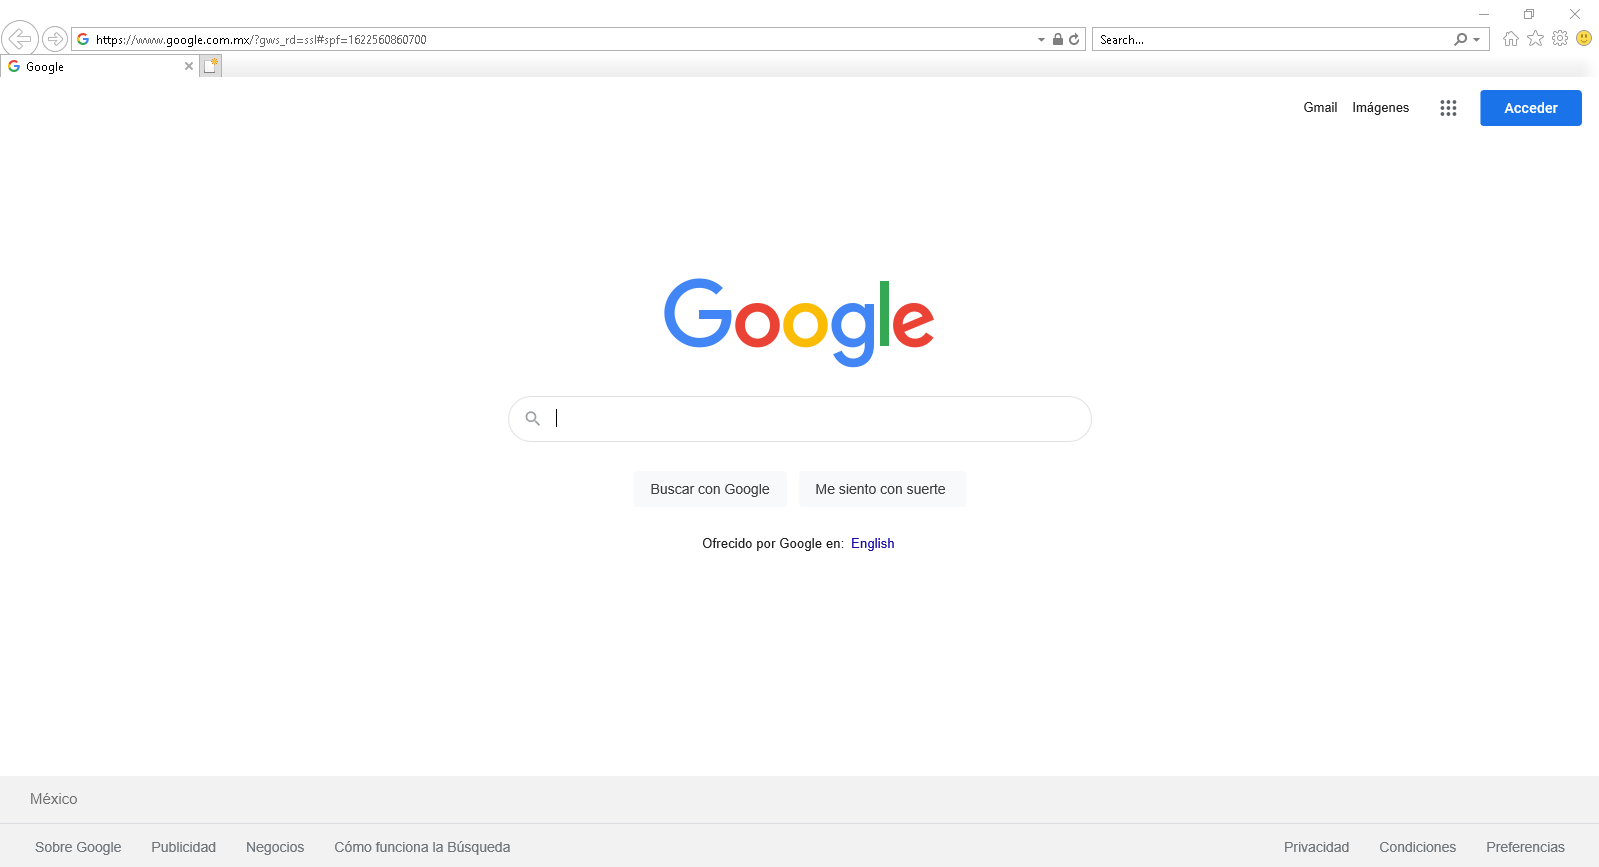 https://www.google.com.mx/?gws_rd=ssl#spf=1622560860700
Search...
Google
Gmail Imágenes Acceder
Google
Buscar con Google Me siento con suerte
Ofrecido por Google en: English
México
Sobre Google Publicidad Negocios Cómo funciona la Búsqueda Privacidad Condiciones Preferencias